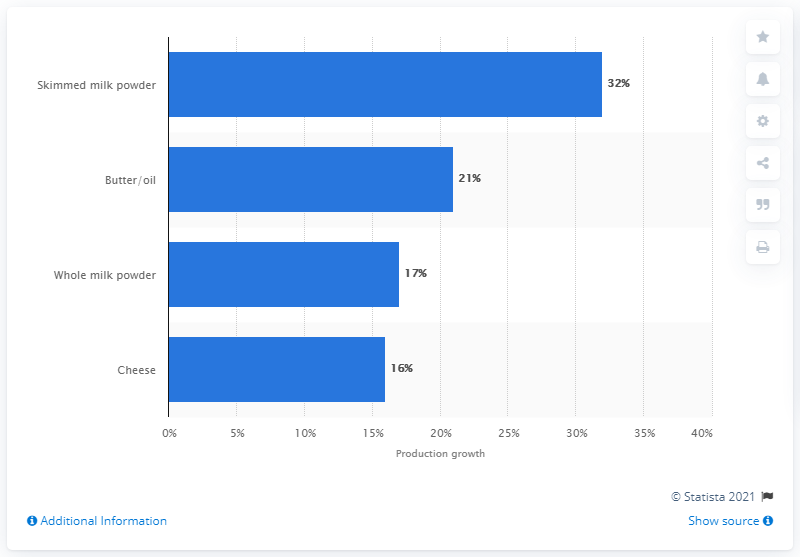 Skimmed milk powder 32%
Butter/oil 21%
Whole milk powder 17%
Cheese 16%
0% 5% 10% 15% 20% 25% 30% 35% 40%
Production growth
© Statista 2021
Additional Information Show source